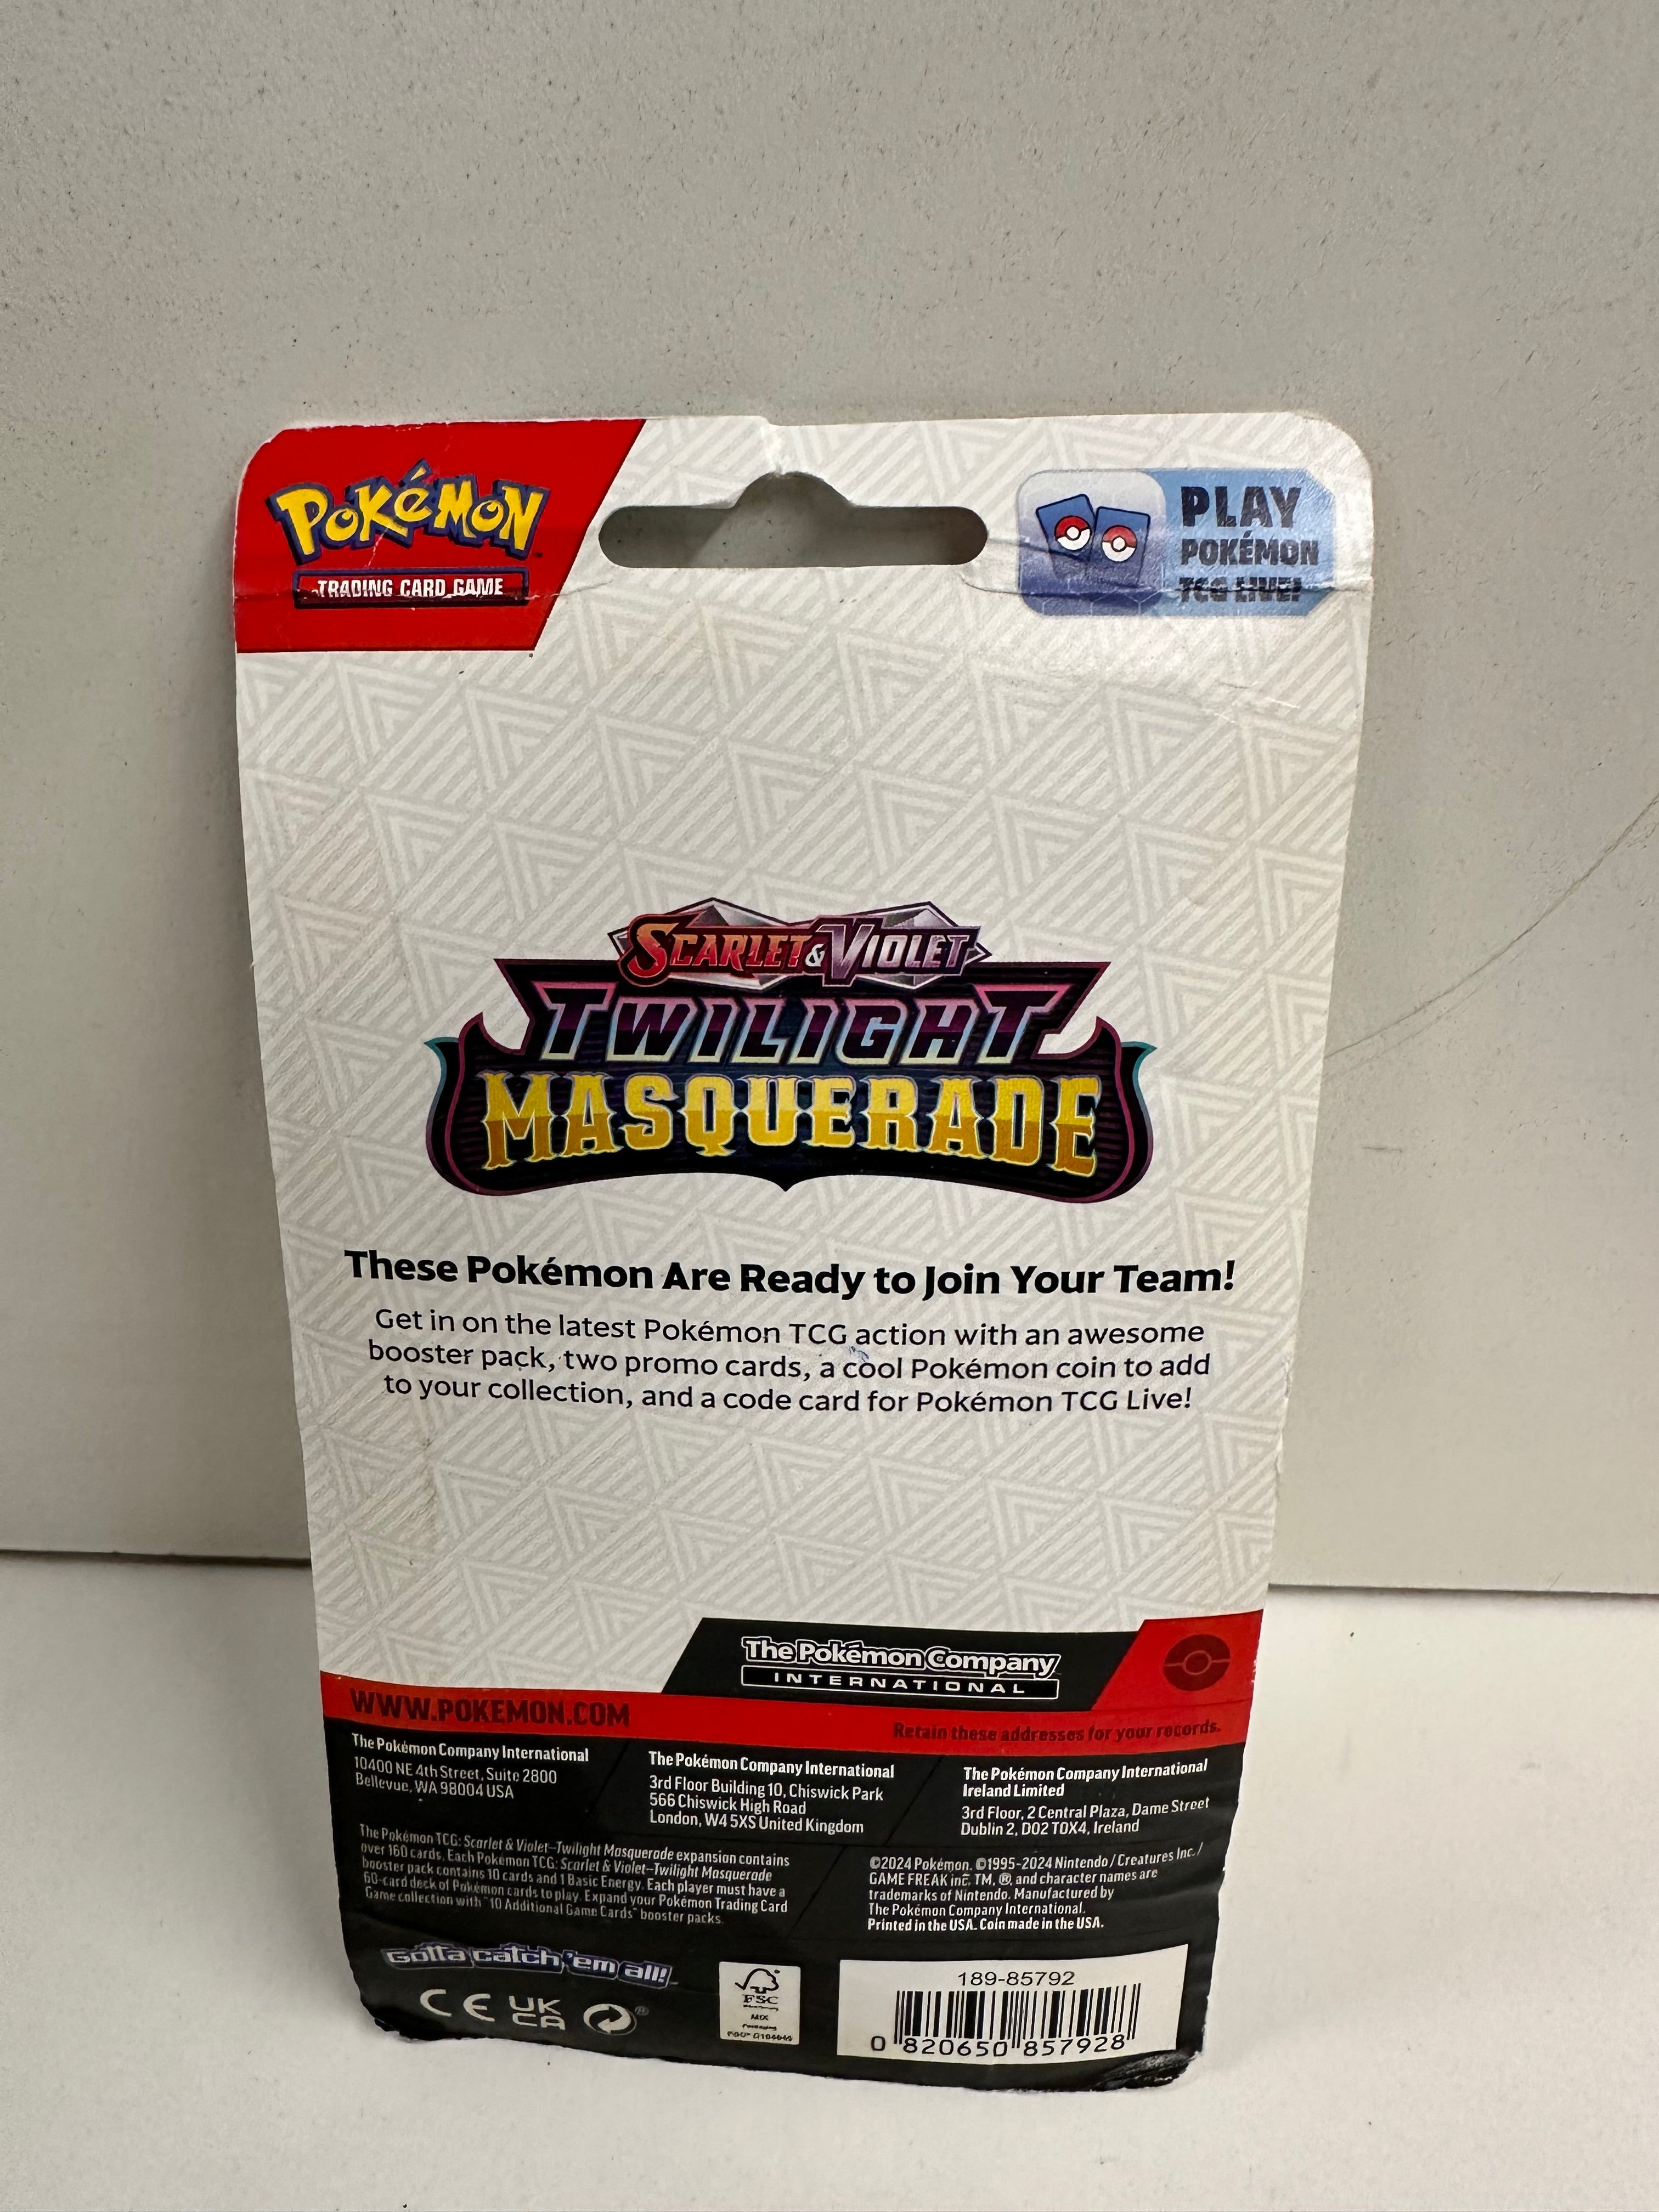 Pokémon
TRADING CARD GAME
PLAY
POKÉMON
TCG LIVE!
SCARLET & VIOLET
TWILIGHT
MASQUERADE
These Pokémon Are Ready to Join Your Team!
Get in on the latest Pokémon TCG action with an awesome
booster pack, two promo cards, a cool Pokémon coin to add
to your collection, and a code card for Pokémon TCG Live!
The Pokémon Company
INTERNATIONAL
WWW.POKEMON.COM
Retain these addresses for your records.
The Pokémon Company International
10400 NE 4th Street, Suite 2800
Bellevue, WA 98004 USA
The Pokémon Company International
3rd Floor Building 10, Chiswick Park
566 Chiswick High Road
London, W4 5XS United Kingdom
The Pokémon Company International
Ireland Limited
3rd Floor, 2 Central Plaza, Dame Street
Dublin 2, D02 T0X4, Ireland
The Pokémon TCG: Scarlet & Violet—Twilight Masquerade expansion contains
over 160 cards. Each Pokémon TCG: Scarlet & Violet—Twilight Masquerade
booster pack contains 10 cards and 1 Basic Energy. Each player must have a
60-card deck of Pokémon cards to play. Expand your Pokémon Trading Card
Game collection with "10 Additional Game Cards" booster packs.
©2024 Pokémon. ©1995–2024 Nintendo / Creatures Inc. /
GAME FREAK inc. TM, ®, and character names are
trademarks of Nintendo. Manufactured by
The Pokémon Company International.
Printed in the USA. Coin made in the USA.
Gotta catch 'em all!
CE
UK
CA
®
FSC
MIX
Packaging
189-85792
0 820650 857928